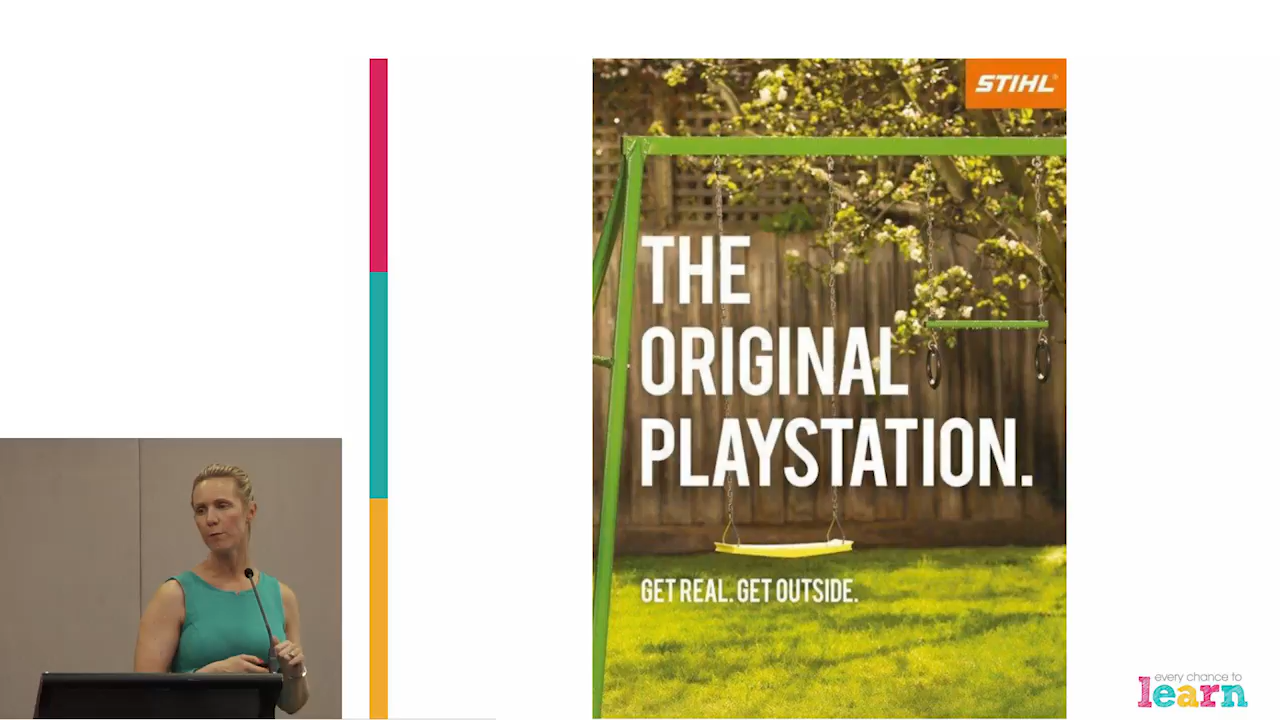 STIHL®
THE
ORIGINAL
PLAYSTATION.
GET REAL. GET OUTSIDE.
every chance to
learn